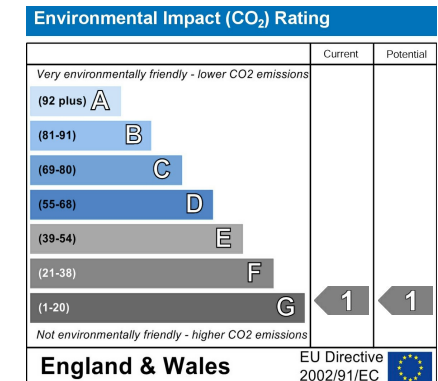 Environmental Impact (CO₂) Rating
Current Potential
Very environmentally friendly - lower CO2 emissions
(92 plus) A
(81-91) B
(69-80) C
(55-68) D
(39-54) E
(21-38) F
(1-20) G 1 1
Not environmentally friendly - higher CO2 emissions
England & Wales
EU Directive
2002/91/EC